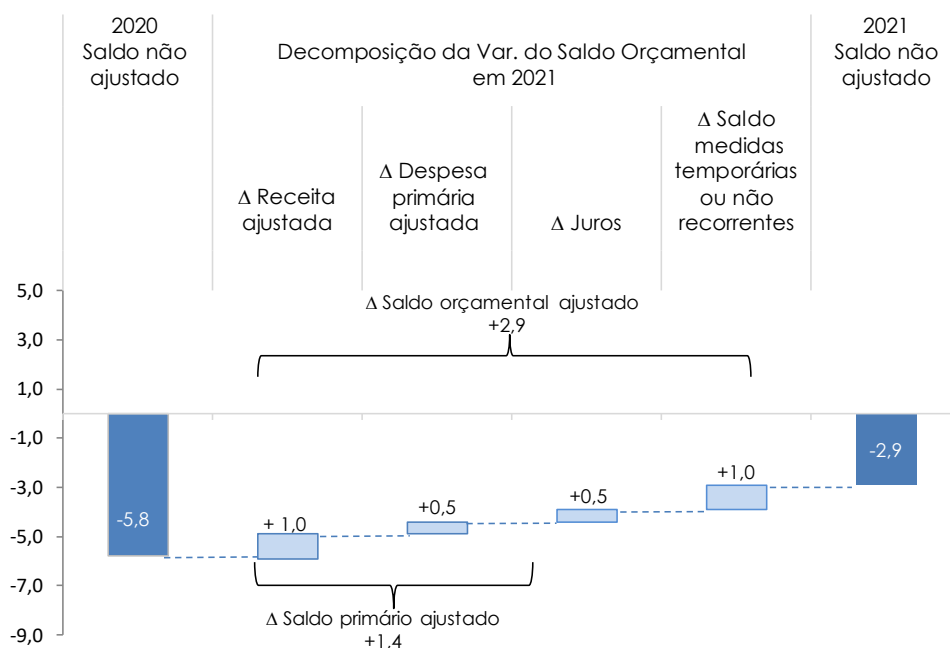 2020
Saldo não
ajustado
Decomposição da Var. do Saldo Orçamental
em 2021
2021
Saldo não
ajustado
Δ Receita
ajustada
Δ Despesa
primária
ajustada
Δ Juros
Δ Saldo
medidas
temporárias
ou não
recorrentes
5,0
3,0
1,0
-1,0
-3,0
-5,0
-7,0
-9,0
Δ Saldo orçamental ajustado
+2,9
-5,8
+ 1,0
+0,5
+0,5
+1,0
-2,9
Δ Saldo primário ajustado
+1,4